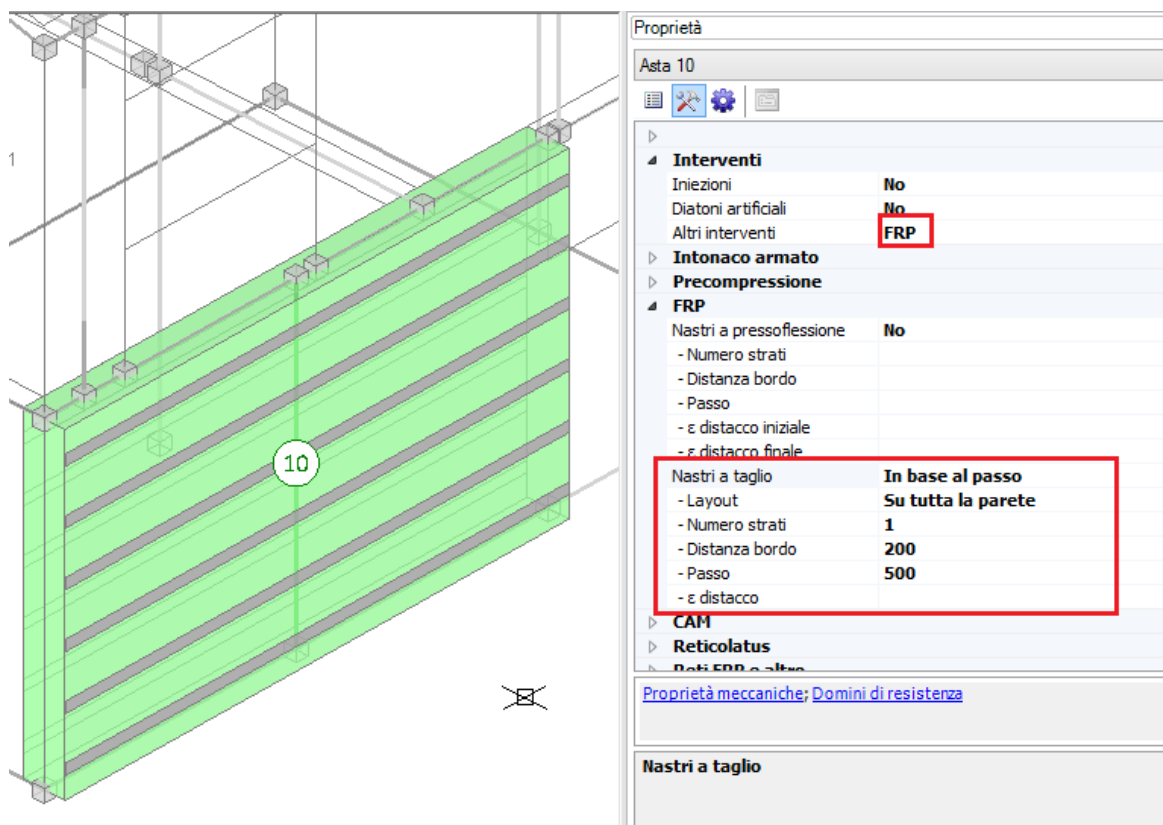 1
10
Proprietà
Asta 10
Interventi
Iniezioni No
Diatoni artificiali No
Altri interventi FRP
Intonaco armato
Precompressione
FRP
Nastri a pressoflessione No
- Numero strati
- Distanza bordo
- Passo
- ε distacco iniziale
- ε distacco finale
Nastri a taglio In base al passo
- Layout Su tutta la parete
- Numero strati 1
- Distanza bordo 200
- Passo 500
- ε distacco
CAM
Reticolatus
Reti FRP e altro
Proprietà meccaniche; Domini di resistenza
Nastri a taglio